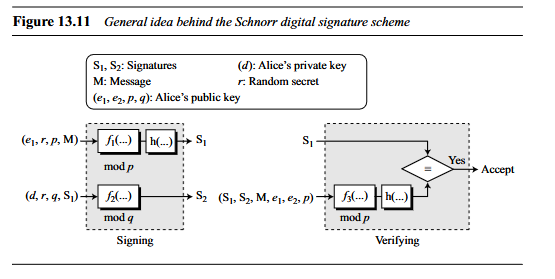 Figure 13.11 General idea behind the Schnorr digital signature scheme
S₁, S₂: Signatures (d): Alice's private key
M: Message r: Random secret
(e₁, e₂, p, q): Alice's public key
(e₁, r, p, M) f₁(...) h(...) S₁
mod p
(d, r, q, S₁) f₂(...) S₂
mod q
Signing
S₁
= Yes Accept
(S₁, S₂, M, e₁, e₂, p) f₃(...) h(...)
mod p
Verifying